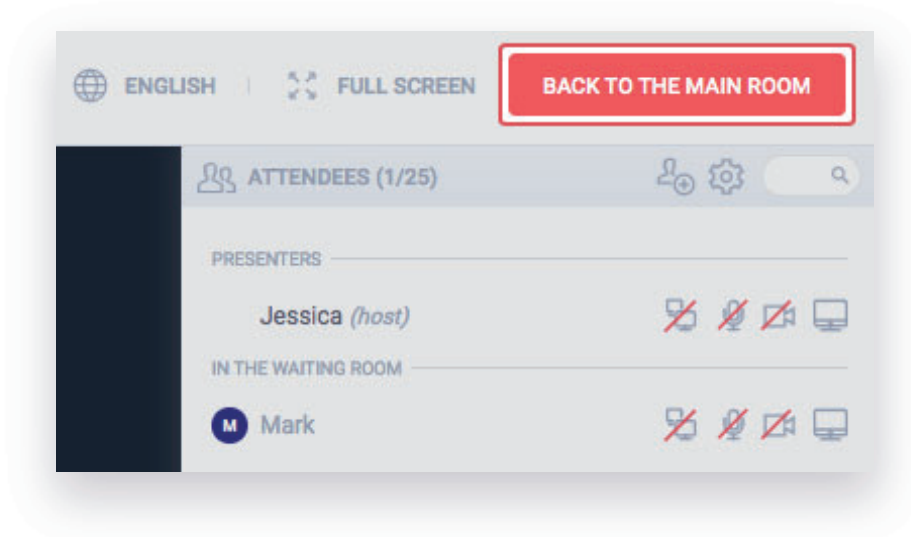 ENGLISH FULL SCREEN BACK TO THE MAIN ROOM
ATTENDEES (1/25)
PRESENTERS
Jessica (host)
IN THE WAITING ROOM
M Mark